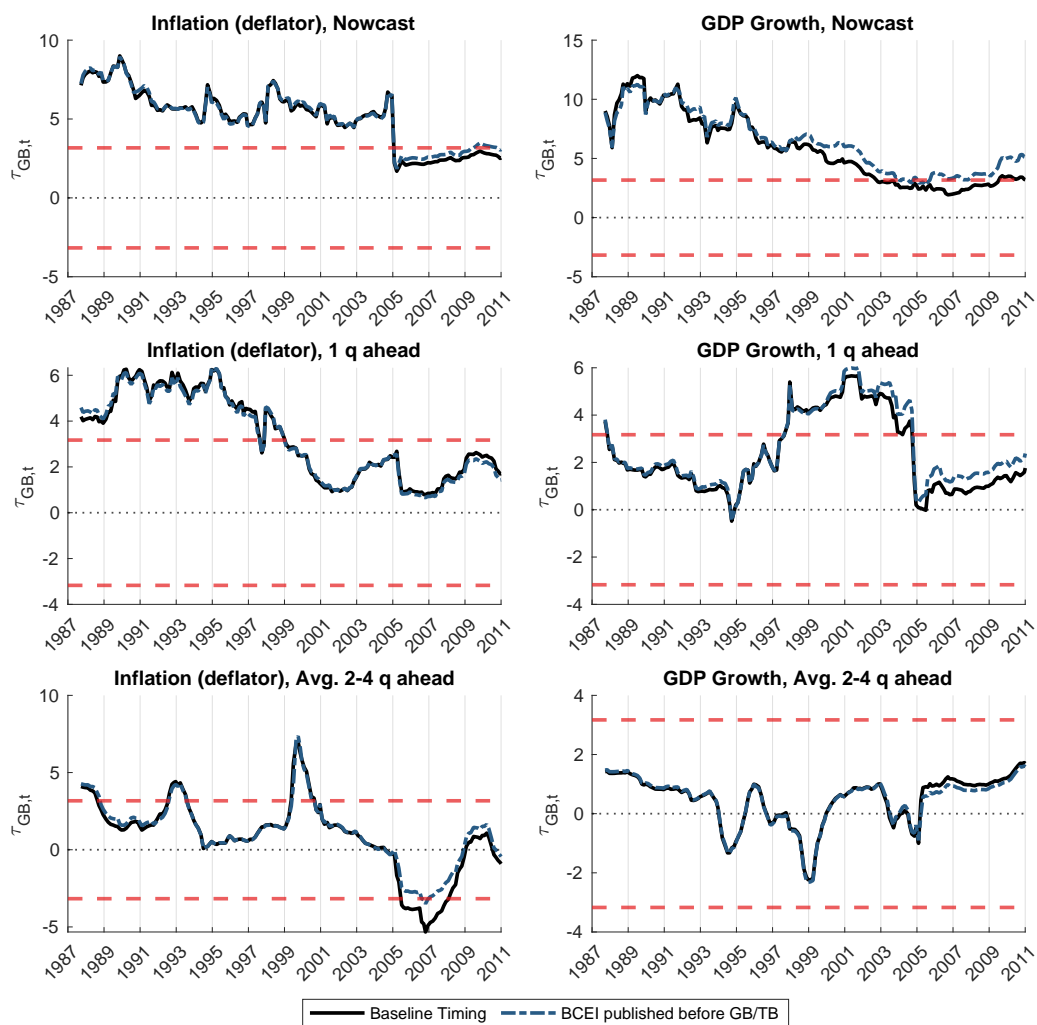 Inflation (deflator), Nowcast
10
5
0
-5
τGB,t
1987 1989 1991 1993 1995 1997 1999 2001 2003 2005 2007 2009 2011
GDP Growth, Nowcast
15
10
5
0
-5
1987 1989 1991 1993 1995 1997 1999 2001 2003 2005 2007 2009 2011
Inflation (deflator), 1 q ahead
6
4
2
0
-2
-4
τGB,t
1987 1989 1991 1993 1995 1997 1999 2001 2003 2005 2007 2009 2011
GDP Growth, 1 q ahead
6
4
2
0
-2
-4
1987 1989 1991 1993 1995 1997 1999 2001 2003 2005 2007 2009 2011
Inflation (deflator), Avg. 2-4 q ahead
10
5
0
-5
τGB,t
1987 1989 1991 1993 1995 1997 1999 2001 2003 2005 2007 2009 2011
GDP Growth, Avg. 2-4 q ahead
4
2
0
-2
-4
1987 1989 1991 1993 1995 1997 1999 2001 2003 2005 2007 2009 2011
Baseline Timing BCEI published before GB/TB